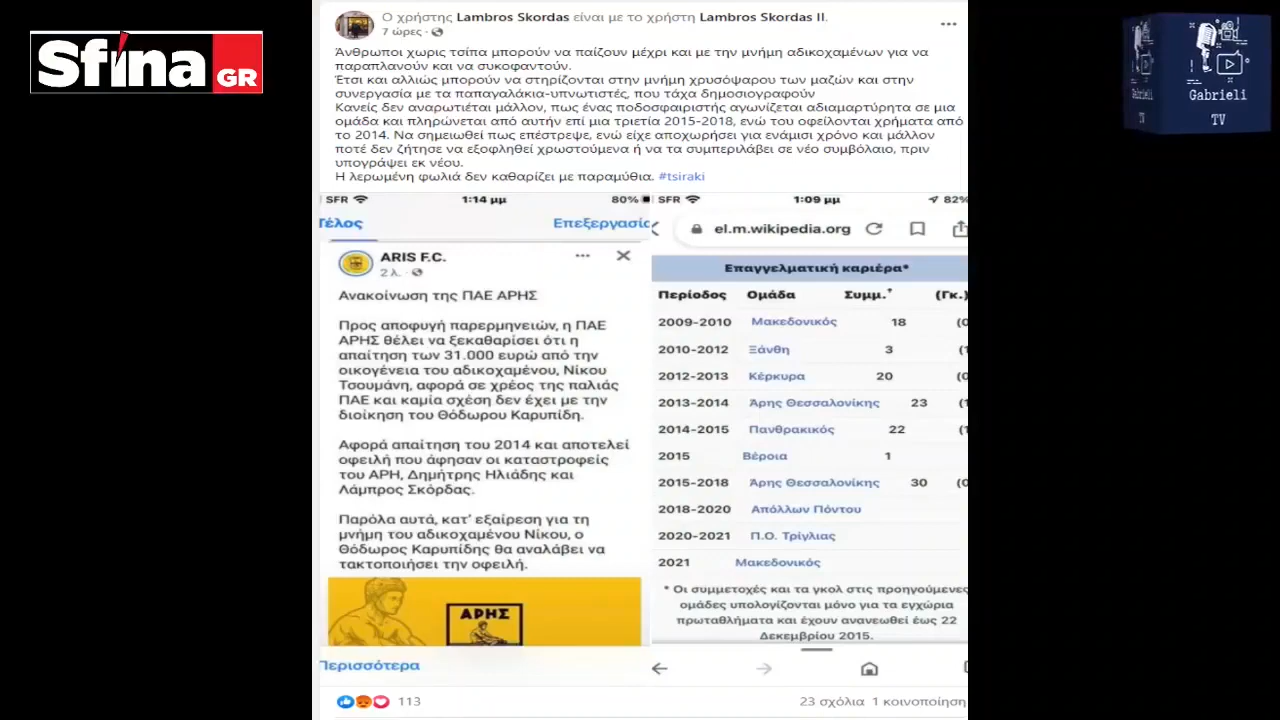 Sfina GR
Gabrieli
TV
Gabrieli
TV
Ο χρήστης Lambros Skordas είναι με το χρήστη Lambros Skordas II.
7 ώρες ·
Άνθρωποι χωρις τσίπα μπορούν να παίζουν μέχρι και με την μνήμη αδικοχαμένων για να
παραπλανούν και να συκοφαντούν.
Έτσι και αλλιώς μπορούν να στηρίζονται στην μνήμη χρυσόψαρου των μαζών και στην
συνεργασία με τα παπαγαλάκια-υπνωτιστές, που τάχα δημοσιογραφούν
Κανείς δεν αναρωτιέται μάλλον, πως ένας ποδοσφαιριστής αγωνίζεται αδιαμαρτύρητα σε μια
ομάδα και πληρώνεται από αυτήν επί μια τριετία 2015-2018, ενώ του οφείλονται χρήματα από
το 2014. Να σημειωθεί πως επέστρεψε, ενώ είχε αποχωρήσει για ενάμισι χρόνο και μάλλον
ποτέ δεν ζήτησε να εξοφληθεί χρωστούμενα ή να τα συμπεριλάβει σε νέο συμβόλαιο, πριν
υπογράψει εκ νέου.
Η λερωμένη φωλιά δεν καθαρίζει με παραμύθια. #tsiraki
SFR 1:14 μμ 80%
Τέλος Επεξεργασία
ARIS F.C.
2 λ. ·
Ανακοίνωση της ΠΑΕ ΑΡΗΣ
Προς αποφυγή παρερμηνειών, η ΠΑΕ
ΑΡΗΣ θέλει να ξεκαθαρίσει ότι η
απαίτηση των 31.000 ευρώ από την
οικογένεια του αδικοχαμένου, Νίκου
Τσουμάνη, αφορά σε χρέος της παλιάς
ΠΑΕ και καμία σχέση δεν έχει με την
διοίκηση του Θόδωρου Καρυπίδη.
Αφορά απαίτηση του 2014 και αποτελεί
οφειλή που άφησαν οι καταστροφείς
του ΑΡΗ, Δημήτρης Ηλιάδης και
Λάμπρος Σκόρδας.
Παρόλα αυτά, κατ' εξαίρεση για τη
μνήμη του αδικοχαμένου Νίκου, ο
Θόδωρος Καρυπίδης θα αναλάβει να
τακτοποιήσει την οφειλή.
ΑΡΗΣ
Περισσότερα
SFR 1:09 μμ 82%
el.m.wikipedia.org
Επαγγελματική καριέρα*
Περίοδος Ομάδα Συμμ.† (Γκ.)
2009-2010 Μακεδονικός 18 (0
2010-2012 Ξάνθη 3 (1
2012-2013 Κέρκυρα 20 (0
2013-2014 Άρης Θεσσαλονίκης 23 (1
2014-2015 Πανθρακικός 22 (1
2015 Βέροια 1
2015-2018 Άρης Θεσσαλονίκης 30 (0
2018-2020 Απόλλων Πόντου
2020-2021 Π.Ο. Τρίγλιας
2021 Μακεδονικός
* Οι συμμετοχές και τα γκολ στις προηγούμενες
ομάδες υπολογίζονται μόνο για τα εγχώρια
πρωταθλήματα και έχουν ανανεωθεί έως 22
Δεκεμβρίου 2015.
113 23 σχόλια 1 κοινοποίηση